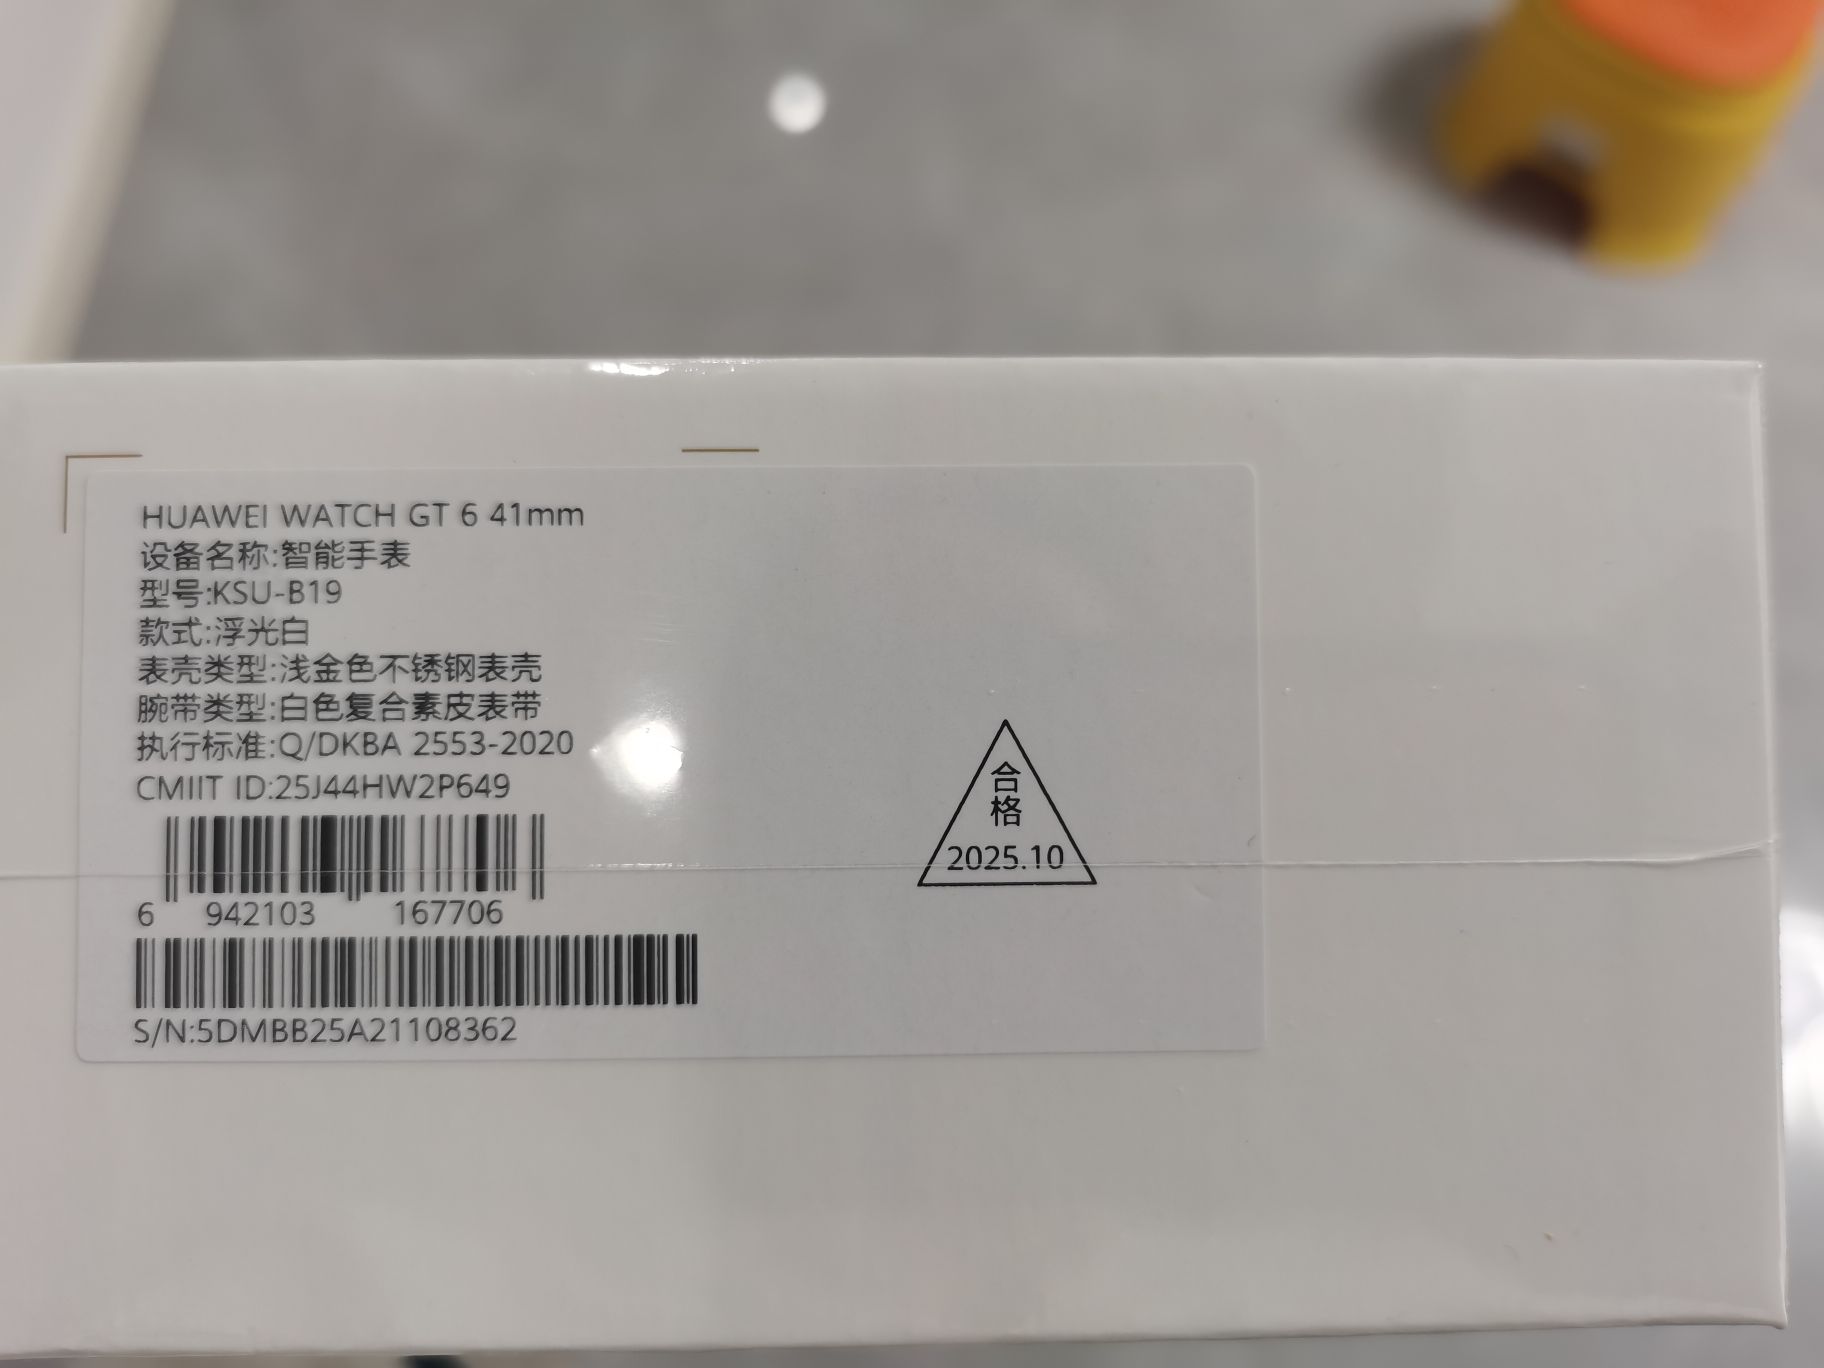 HUAWEI WATCH GT 6 41mm
设备名称:智能手表
型号:KSU-B19
款式:浮光白
表壳类型:浅金色不锈钢表壳
腕带类型:白色复合素皮表带
执行标准:Q/DKBA 2553-2020
CMIIT ID:25J44HW2P649
6 942103 167706
S/N:5DMBB25A21108362
合
格
2025.10